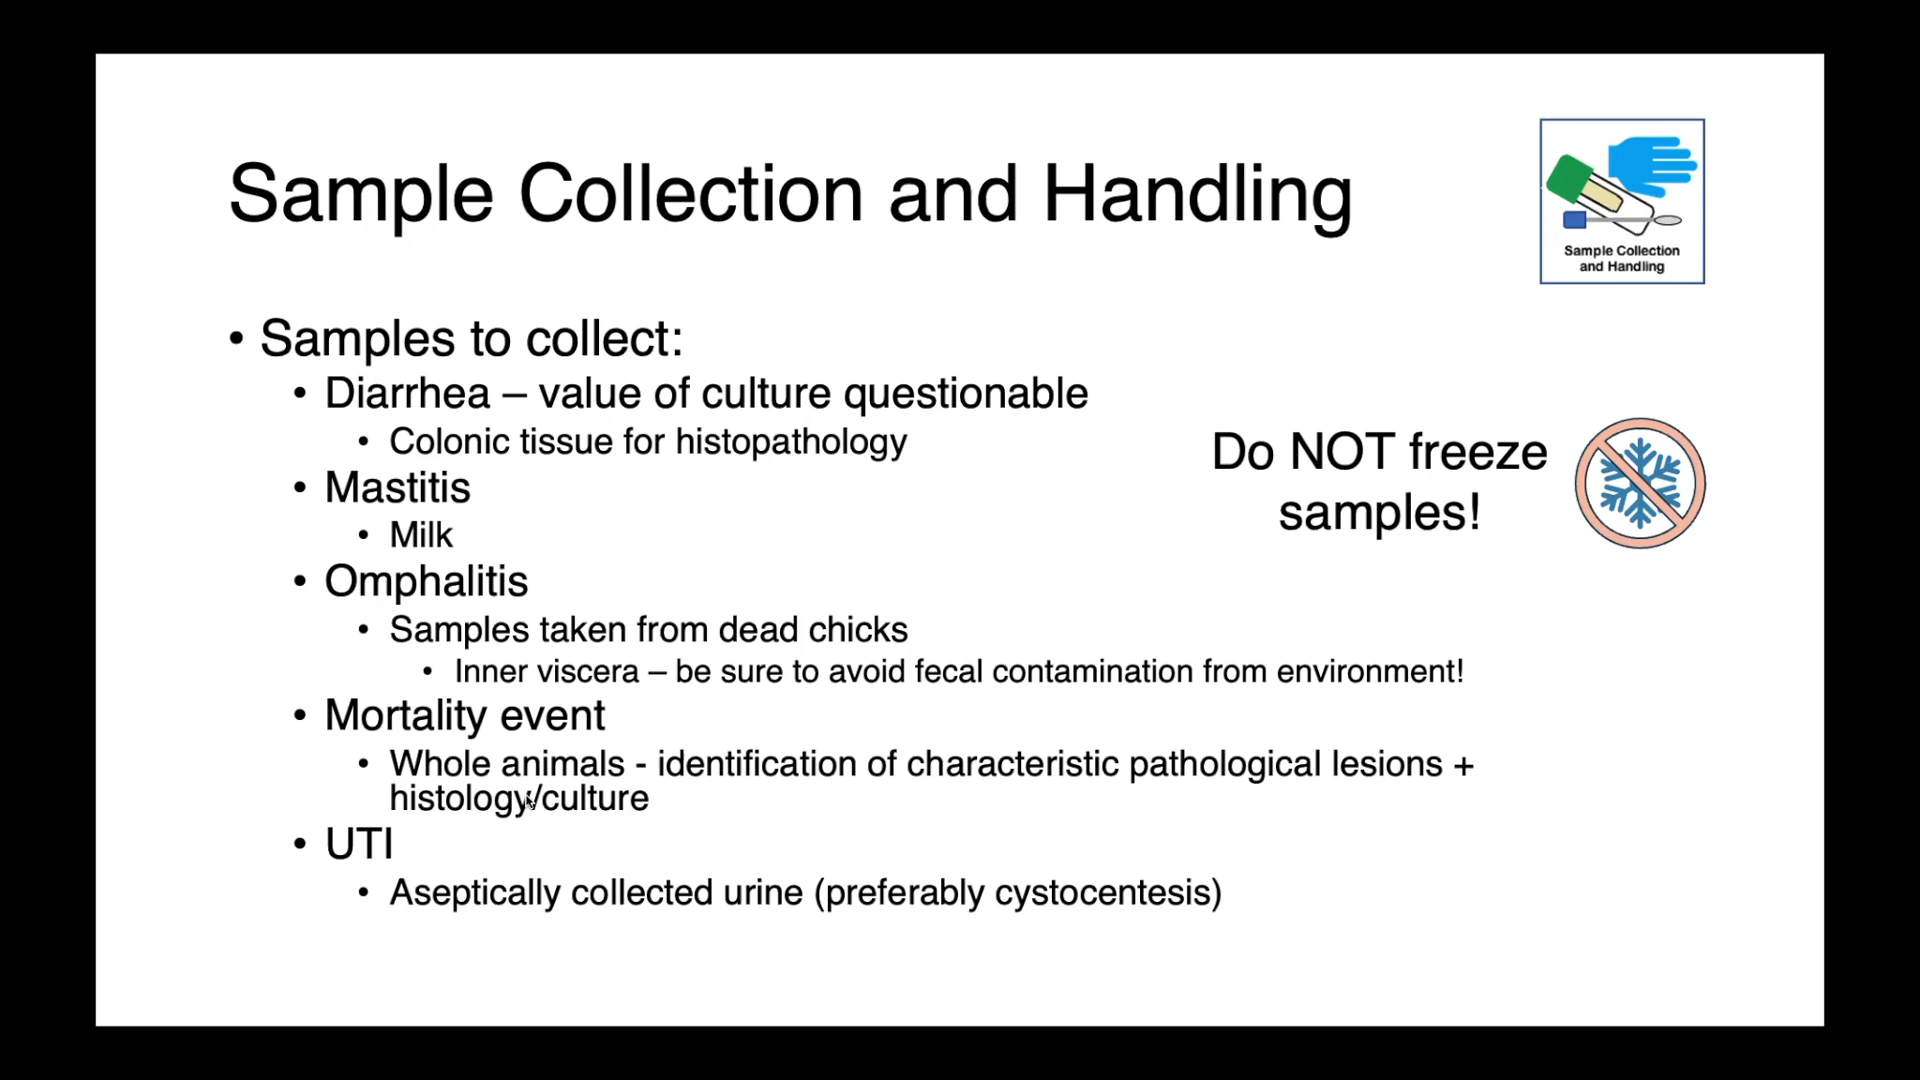 Sample Collection and Handling
Sample Collection
and Handling
• Samples to collect:
• Diarrhea – value of culture questionable
• Colonic tissue for histopathology
Do NOT freeze
samples!
• Mastitis
• Milk
• Omphalitis
• Samples taken from dead chicks
• Inner viscera – be sure to avoid fecal contamination from environment!
• Mortality event
• Whole animals - identification of characteristic pathological lesions +
histology/culture
• UTI
• Aseptically collected urine (preferably cystocentesis)